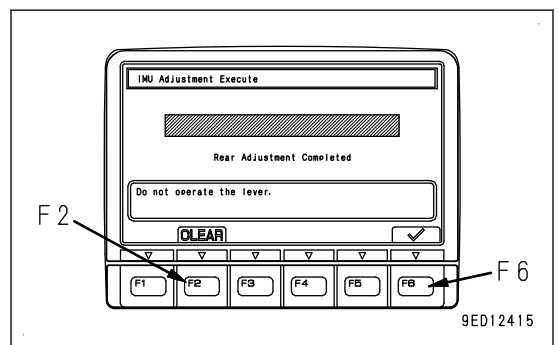 IMU Adjustment Execute
Rear Adjustment Completed
Do not operate the lever.
CLEAR
F2
F6
F1 F2 F3 F4 F5 F6
9ED12415